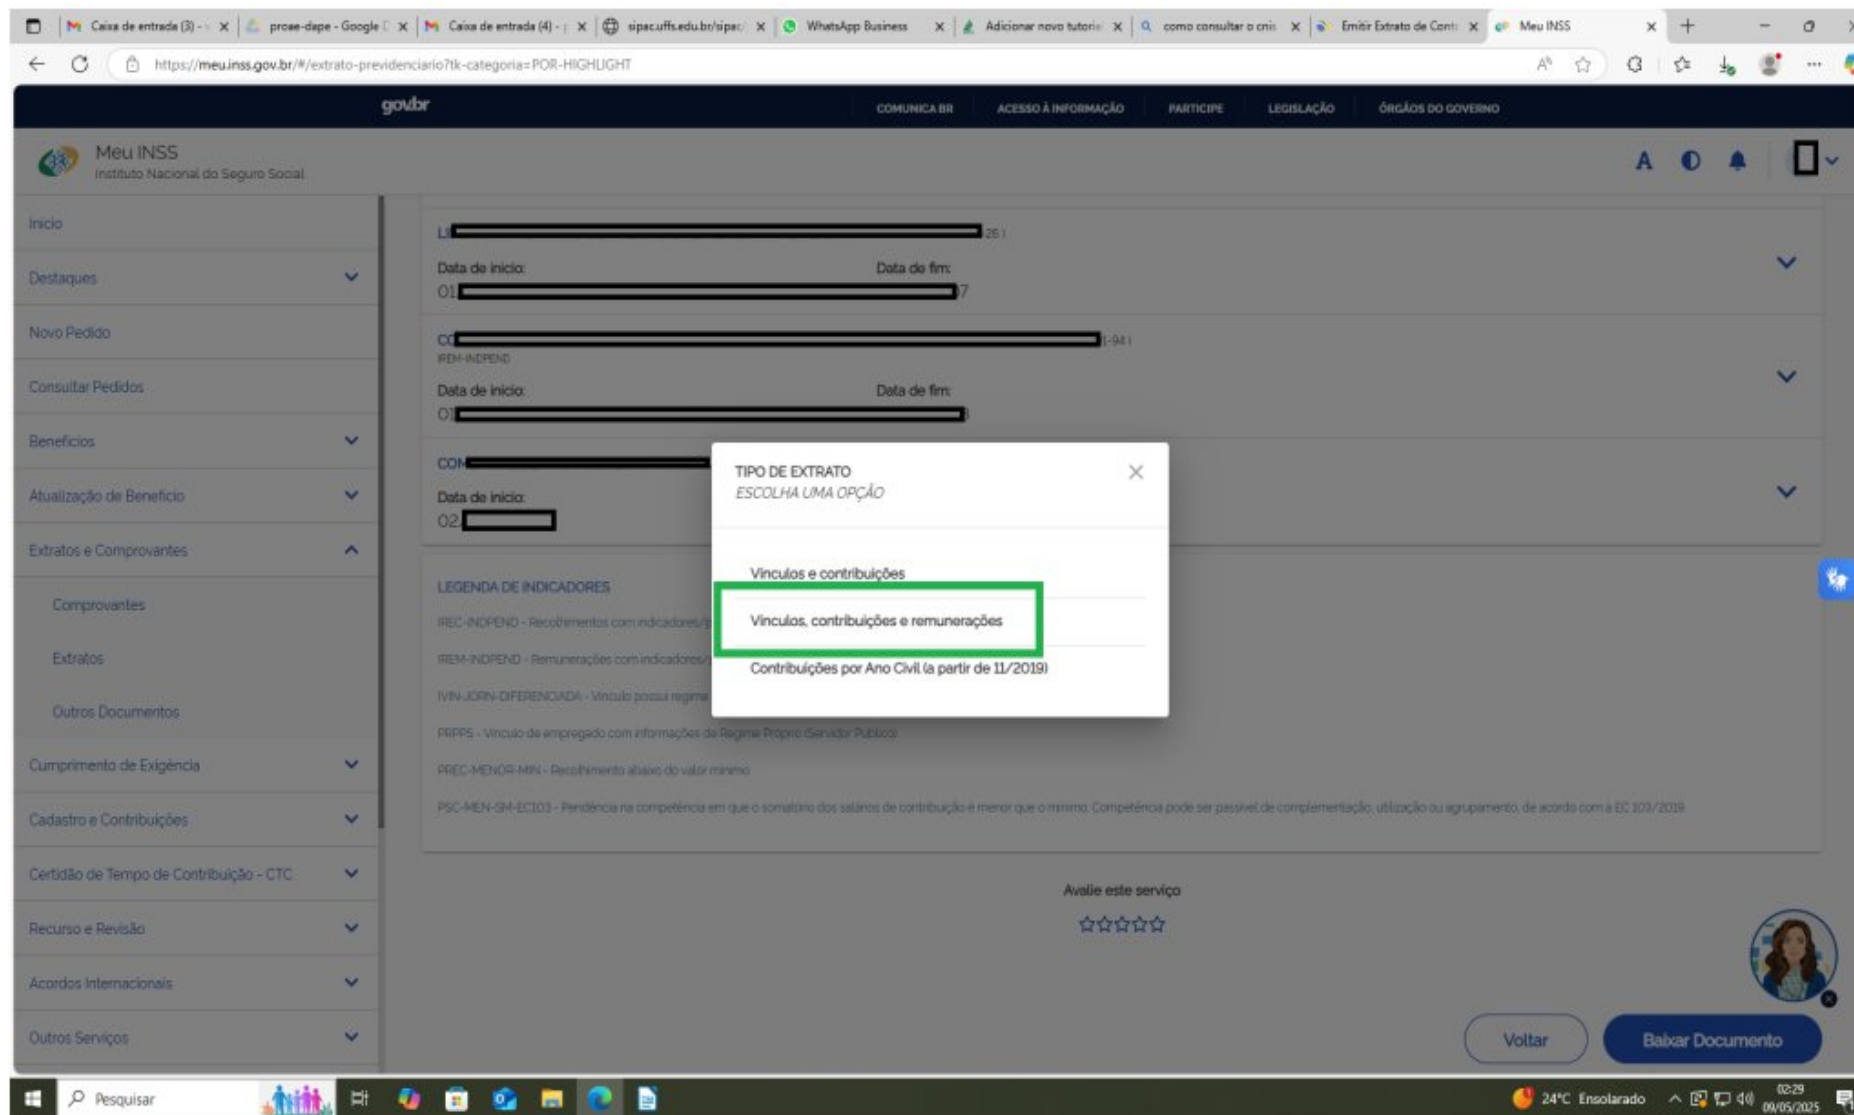 Caixa de entrada (3) -
proae-dape - Google D
Caixa de entrada (4) -
sipac.uffs.edu.br/sipac/
WhatsApp Business
Adicionar novo tutorial
como consultar o cnis
Emitir Extrato de Contr
Meu INSS
https://meu.inss.gov.br/#/extrato-previdenciario?tk-categoria=POR-HIGHLIGHT
gov.br
COMUNICA BR
ACESSO À INFORMAÇÃO
PARTICIPE
LEGISLAÇÃO
ÓRGÃOS DO GOVERNO
Meu INSS
Instituto Nacional do Seguro Social
A
Início
Destaques
Novo Pedido
Consultar Pedidos
Benefícios
Atualização de Benefício
Extratos e Comprovantes
Comprovantes
Extratos
Outros Documentos
Cumprimento de Exigência
Cadastro e Contribuições
Certidão de Tempo de Contribuição - CTC
Recurso e Revisão
Acordos Internacionais
Outros Serviços
-26 )
Data de início:
Data de fim:
01.
07
CO
1-94 )
IREM-INDPEND
Data de início:
Data de fim:
01
COM
Data de início:
02.
TIPO DE EXTRATO
ESCOLHA UMA OPÇÃO
Vínculos e contribuições
Vínculos, contribuições e remunerações
Contribuições por Ano Civil (a partir de 11/2019)
LEGENDA DE INDICADORES
IREC-INDPEND - Recolhimentos com indicadores/p
IREM-INDPEND - Remunerações com indicadores/p
IVIN-JORN-DIFERENCIADA - Vínculo possui regime
PRPPS - Vínculo de empregado com informações de Regime Próprio (Servidor Público)
PREC-MENOR-MIN - Recolhimento abaixo do valor mínimo
PSC-MEN-SM-EC103 - Pendência na competência em que o somatório dos salários de contribuição é menor que o mínimo. Competência pode ser passível de complementação, utilização ou agrupamento, de acordo com a EC 103/2019
Avalie este serviço
Voltar
Baixar Documento
Pesquisar
24°C Ensolarado
02:29
09/05/2025